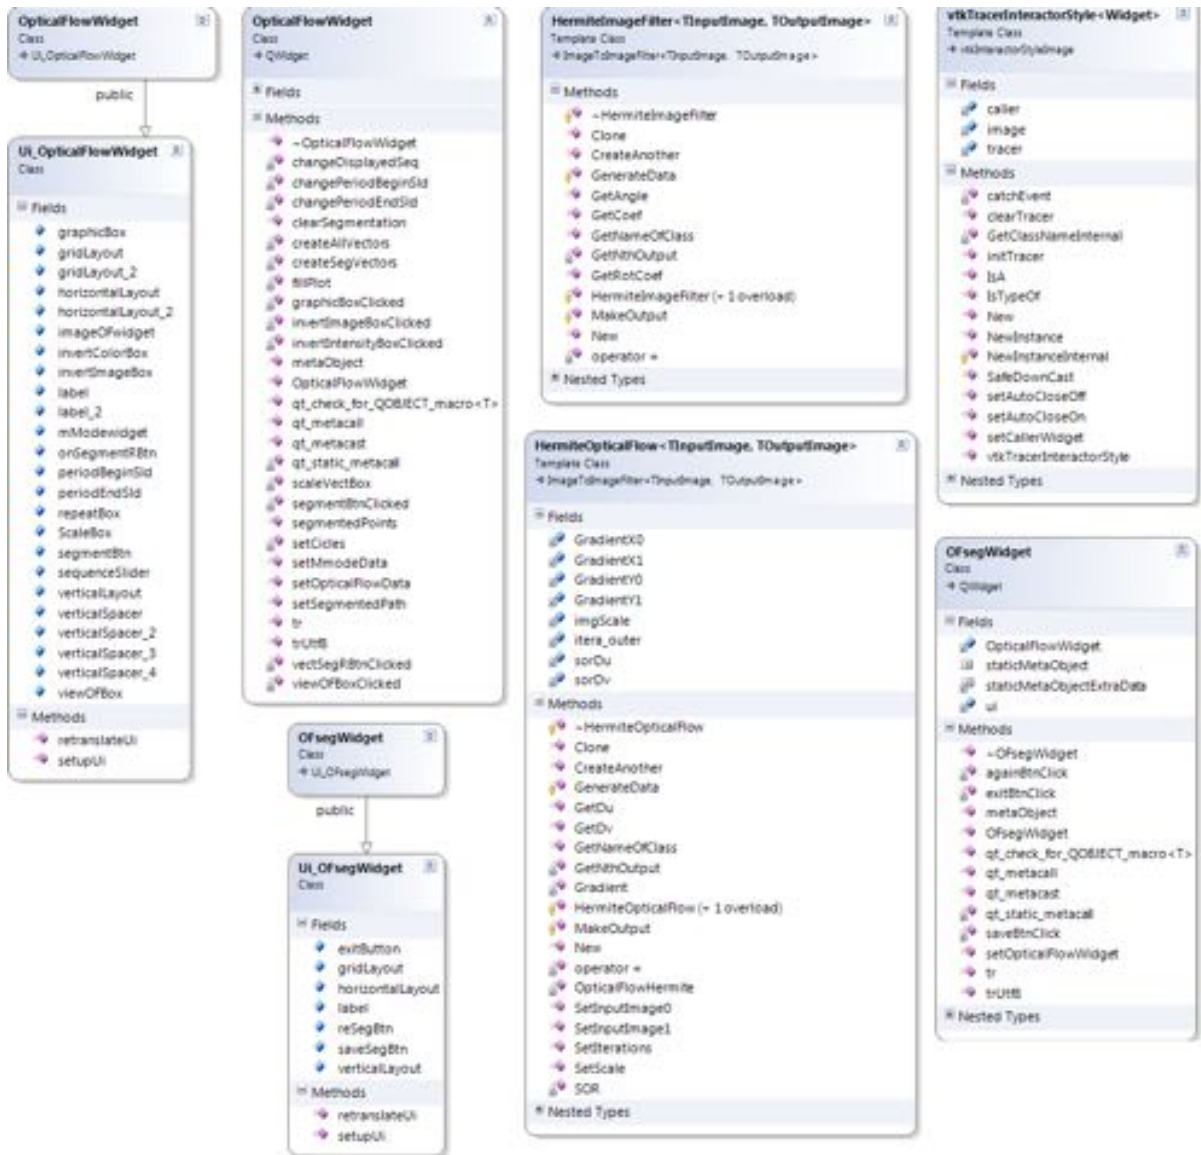 OpticalFlowWidget
Class
→ Ui_OpticalFlowWidget
public
Ui_OpticalFlowWidget
Class
Fields
graphicBox
gridLayout
gridLayout_2
horizontalLayout
horizontalLayout_2
imageOFwidget
invertColorBox
invertImageBox
label
label_2
mModewidget
onSegmentRBtn
periodBeginSld
periodEndSld
repeatBox
ScaleBox
segmentBtn
sequenceSlider
verticalLayout
verticalSpacer
verticalSpacer_2
verticalSpacer_3
verticalSpacer_4
viewOFBox
Methods
retranslateUi
setupUi
OpticalFlowWidget
Class
→ QWidget
Fields
Methods
~OpticalFlowWidget
changeDisplayedSeq
changePeriodBeginSld
changePeriodEndSld
clearSegmentation
createAllVectors
createSegVectors
fillPlot
graphicBoxClicked
invertImageBoxClicked
invertIntensityBoxClicked
metaObject
OpticalFlowWidget
qt_check_for_QOBJECT_macro<T>
qt_metacall
qt_metacast
qt_static_metacall
scaleVectBox
segmentBtnClicked
segmentedPoints
setCicles
setMmodeData
setOpticalFlowData
setSegmentedPath
tr
trUtf8
vectSegRBtnClicked
viewOFBoxClicked
OFsegWidget
Class
→ Ui_OFsegWidget
public
Ui_OFsegWidget
Class
Fields
exitButton
gridLayout
horizontalLayout
label
reSegBtn
saveSegBtn
verticalLayout
Methods
retranslateUi
setupUi
HermiteImageFilter<TInputImage, TOutputImage>
Template Class
→ ImageToImageFilter<TInputImage, TOutputImage>
Methods
~HermiteImageFilter
Clone
CreateAnother
GenerateData
GetAngle
GetCoef
GetNameOfClass
GetNthOutput
GetRotCoef
HermiteImageFilter (+ 1 overload)
MakeOutput
New
operator =
Nested Types
HermiteOpticalFlow<TInputImage, TOutputImage>
Template Class
→ ImageToImageFilter<TInputImage, TOutputImage>
Fields
GradientX0
GradientX1
GradientY0
GradientY1
imgScale
itera_outer
sorDu
sorDv
Methods
~HermiteOpticalFlow
Clone
CreateAnother
GenerateData
GetDu
GetDv
GetNameOfClass
GetNthOutput
Gradient
HermiteOpticalFlow (+ 1 overload)
MakeOutput
New
operator =
OpticalFlowHermite
SetInputImage0
SetInputImage1
SetIterations
SetScale
SOR
Nested Types
vtkTracerInteractorStyle<Widget>
Template Class
→ vtkInteractorStyleImage
Fields
caller
image
tracer
Methods
catchEvent
clearTracer
GetClassNameInternal
initTracer
IsA
IsTypeOf
New
NewInstance
NewInstanceInternal
SafeDownCast
setAutoCloseOff
setAutoCloseOn
setCallerWidget
vtkTracerInteractorStyle
Nested Types
OFsegWidget
Class
→ QWidget
Fields
OpticalFlowWidget
staticMetaObject
staticMetaObjectExtraData
ui
Methods
~OFsegWidget
againBtnClick
exitBtnClick
metaObject
OFsegWidget
qt_check_for_QOBJECT_macro<T>
qt_metacall
qt_metacast
qt_static_metacall
saveBtnClick
setOpticalFlowWidget
tr
trUtf8
Nested Types